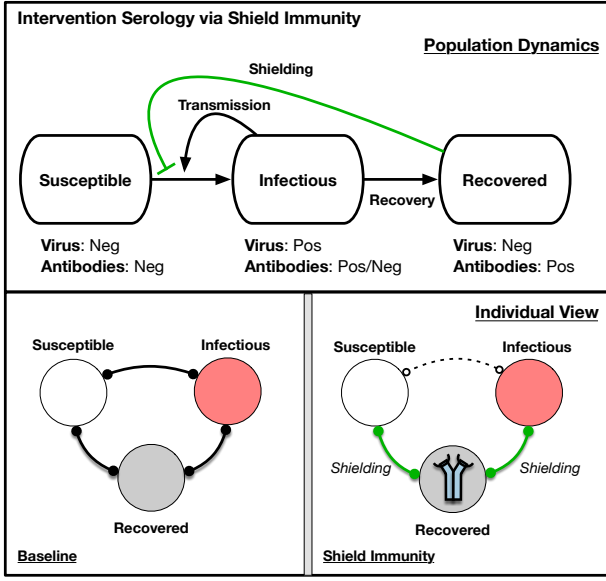 Intervention Serology via Shield Immunity
Population Dynamics
Shielding
Transmission
Susceptible
Infectious
Recovered
Recovery
Virus: Neg
Antibodies: Neg
Virus: Pos
Antibodies: Pos/Neg
Virus: Neg
Antibodies: Pos
Susceptible
Infectious
Recovered
Baseline
Individual View
Susceptible
Infectious
Shielding
Shielding
Recovered
Shield Immunity